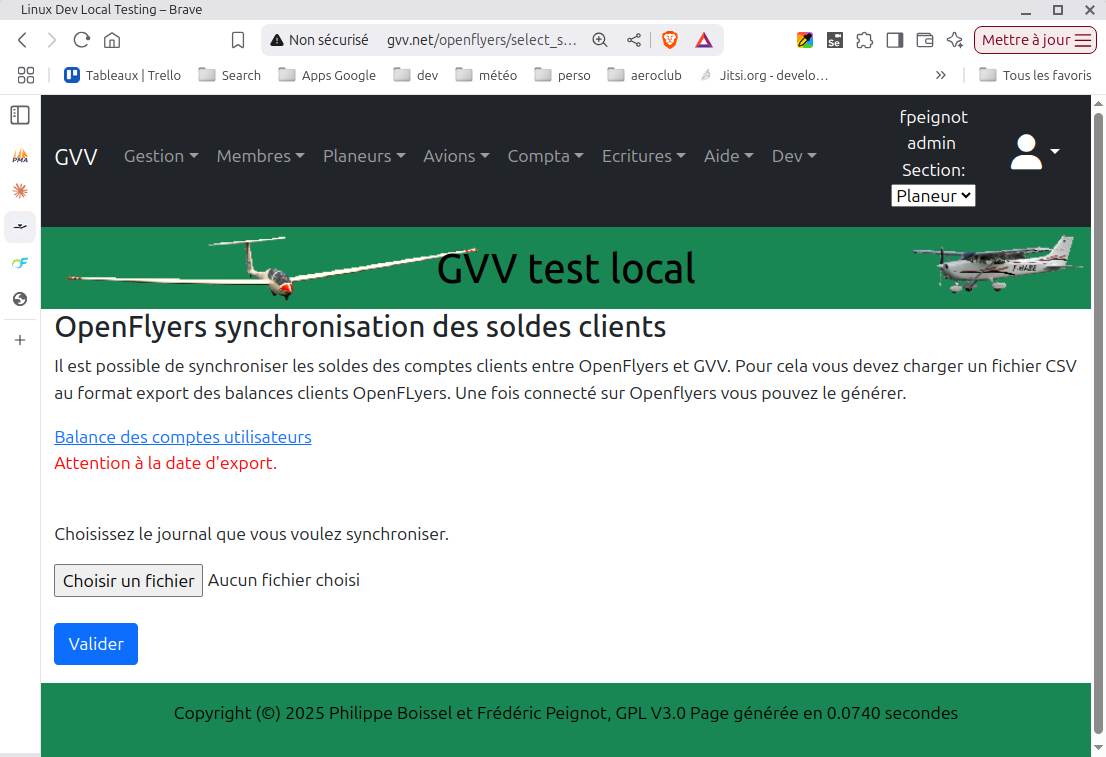 Linux Dev Local Testing – Brave
Non sécurisé gvv.net/openflyers/select_s... Se Mettre à jour
Tableaux | Trello Search Apps Google dev météo perso aeroclub Jitsi.org - develo... » Tous les favoris
PMA
fpeignot
admin
Section:
Planeur
GVV Gestion Membres Planeurs Avions Compta Ecritures Aide Dev
GVV test local
OpenFlyers synchronisation des soldes clients
Il est possible de synchroniser les soldes des comptes clients entre OpenFlyers et GVV. Pour cela vous devez charger un fichier CSV
au format export des balances clients OpenFLyers. Une fois connecté sur Openflyers vous pouvez le générer.
Balance des comptes utilisateurs
Attention à la date d'export.
Choisissez le journal que vous voulez synchroniser.
Choisir un fichier Aucun fichier choisi
Valider
Copyright (©) 2025 Philippe Boissel et Frédéric Peignot, GPL V3.0 Page générée en 0.0740 secondes